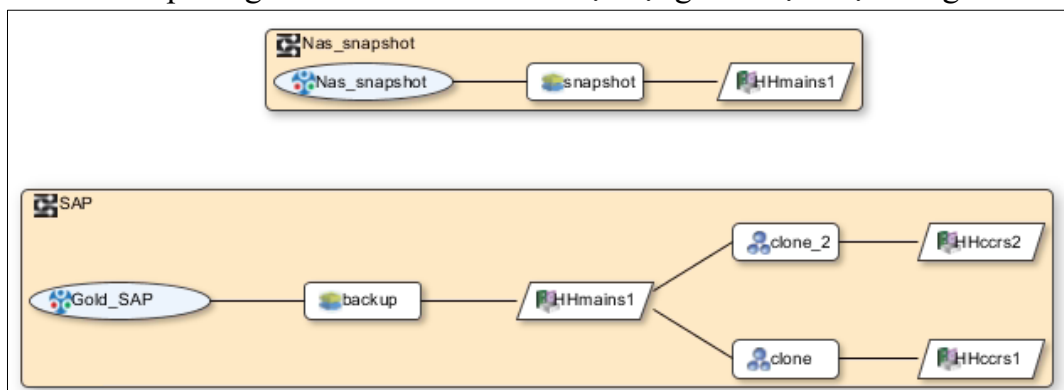 Nas_snapshot
Nas_snapshot
snapshot
HHmains1
SAP
clone_2
HHccrs2
Gold_SAP
backup
HHmains1
clone
HHccrs1